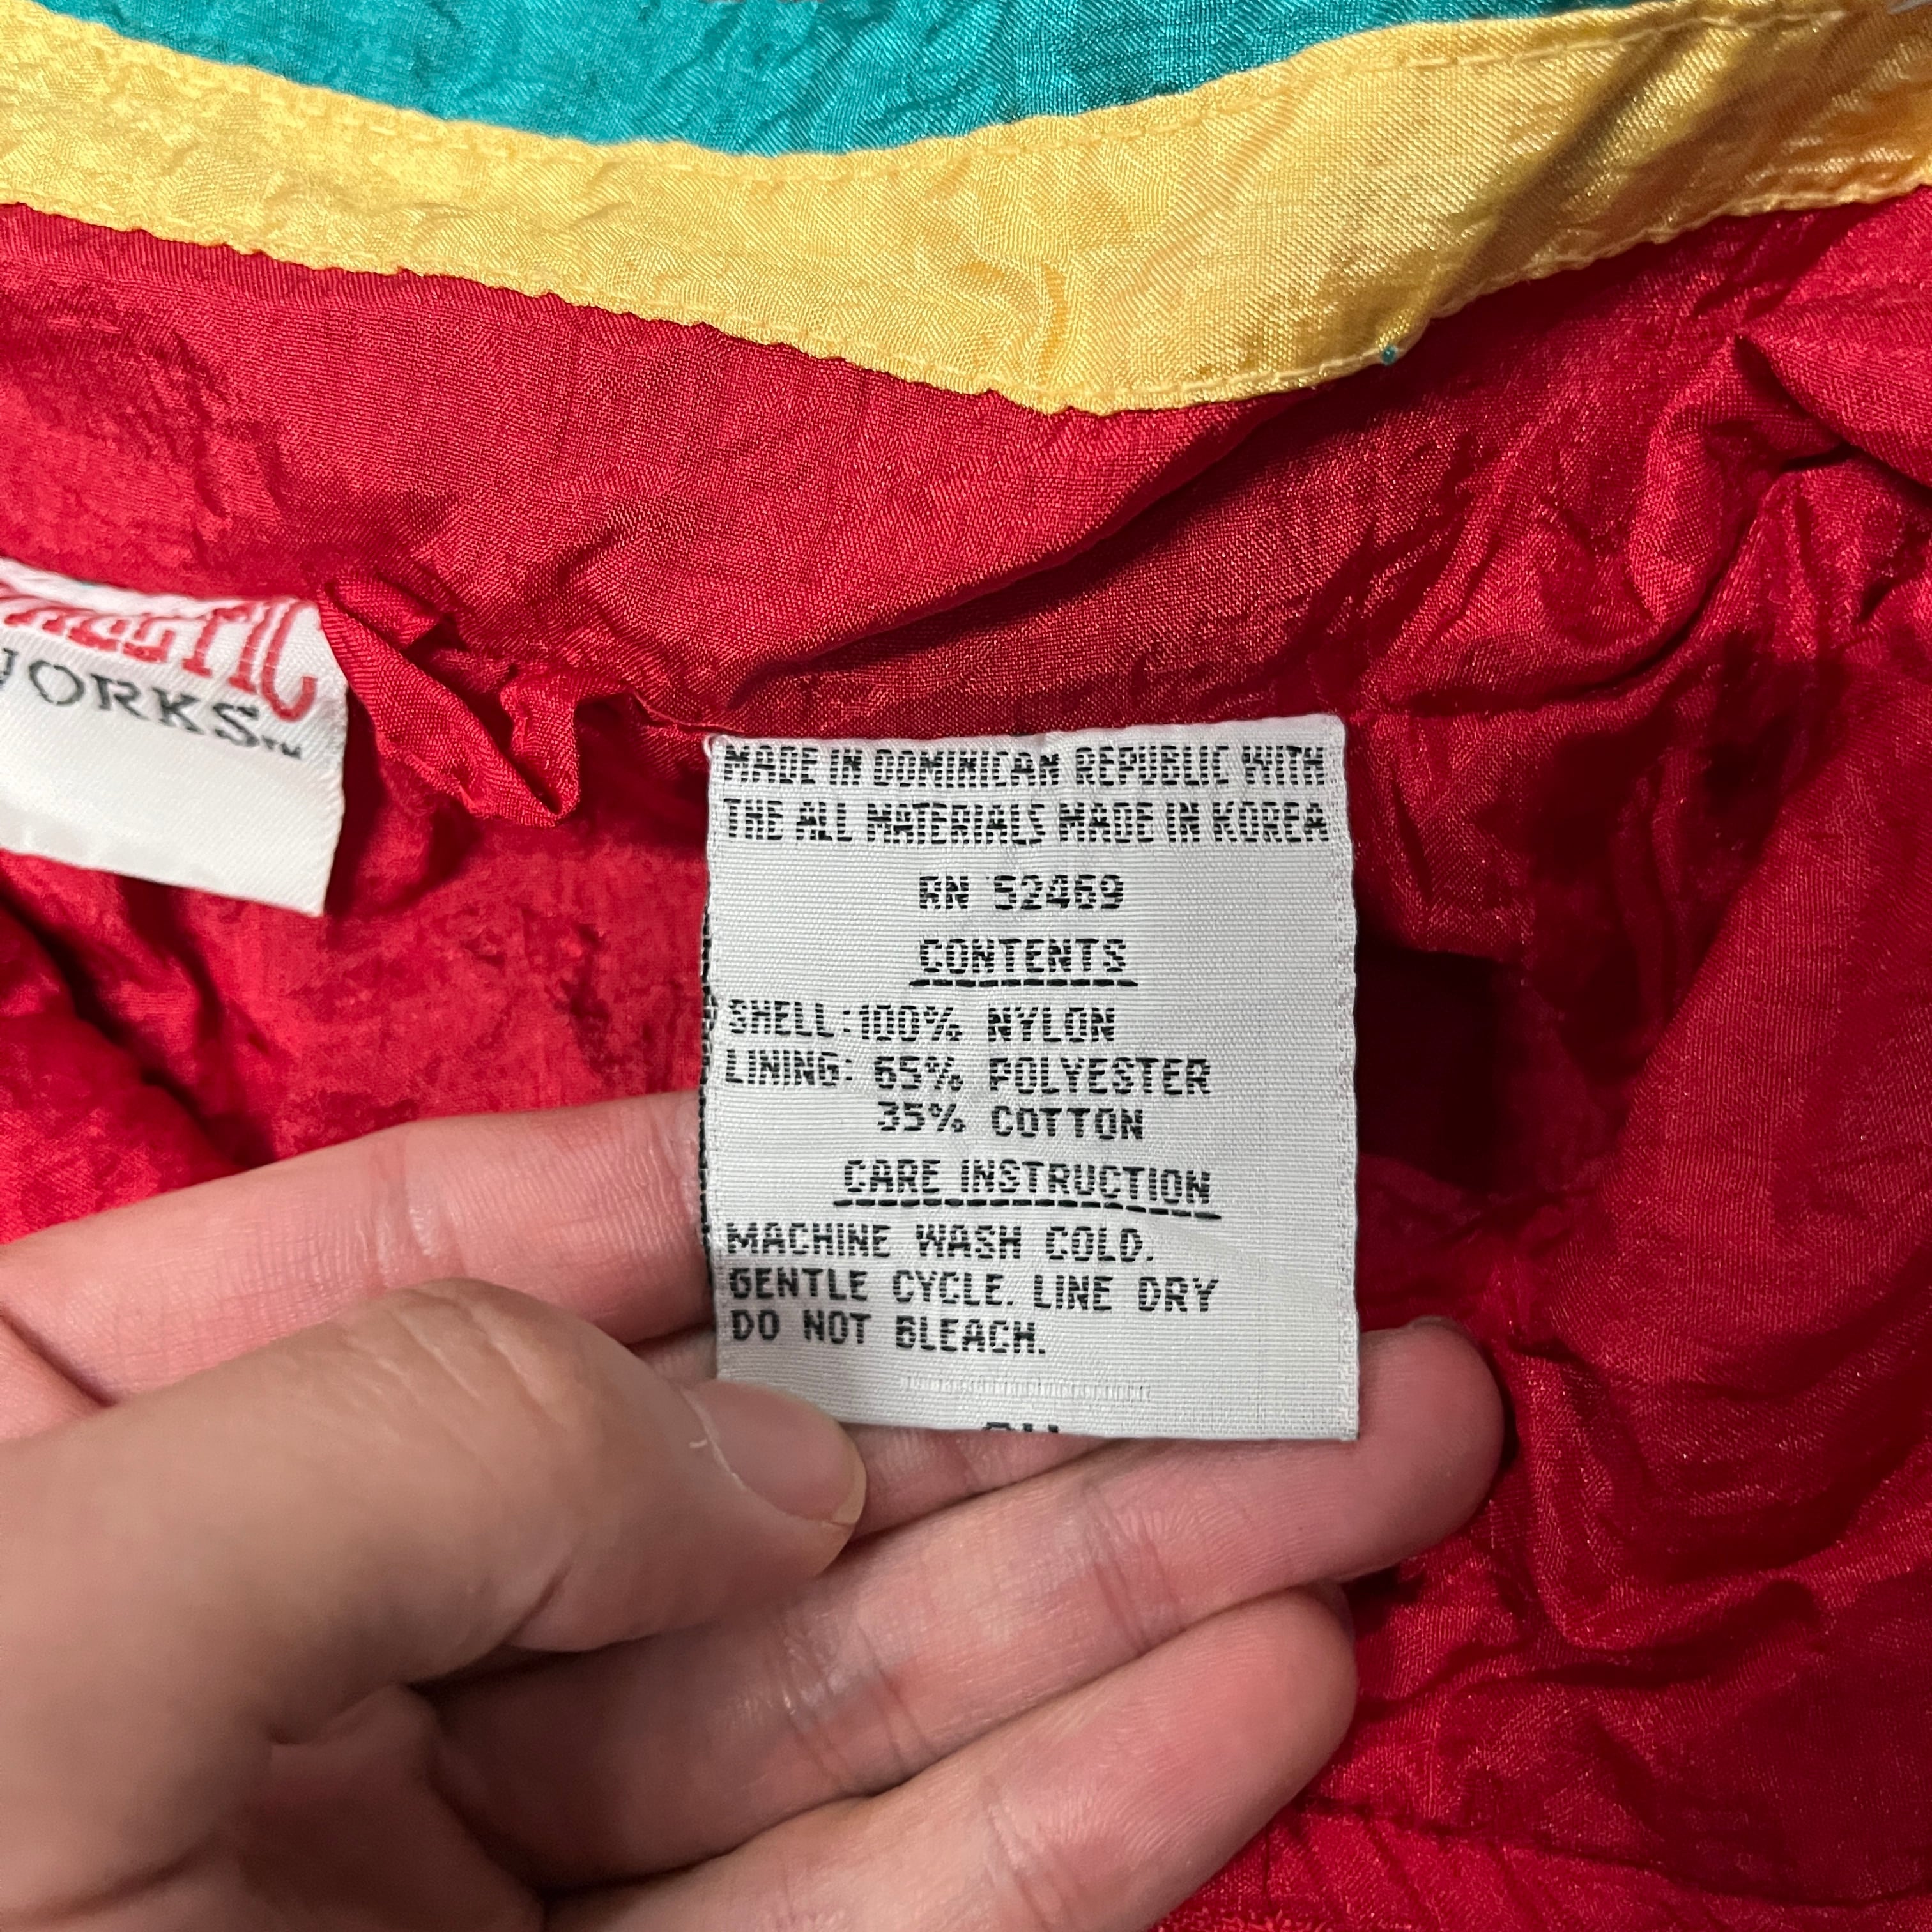 WORKS™
MADE IN DOMINICAN REPUBLIC WITH
THE ALL MATERIALS MADE IN KOREA
RN 52469
CONTENTS
SHELL: 100% NYLON
LINING: 65% POLYESTER
35% COTTON
CARE INSTRUCTION
MACHINE WASH COLD.
GENTLE CYCLE. LINE DRY
DO NOT BLEACH.